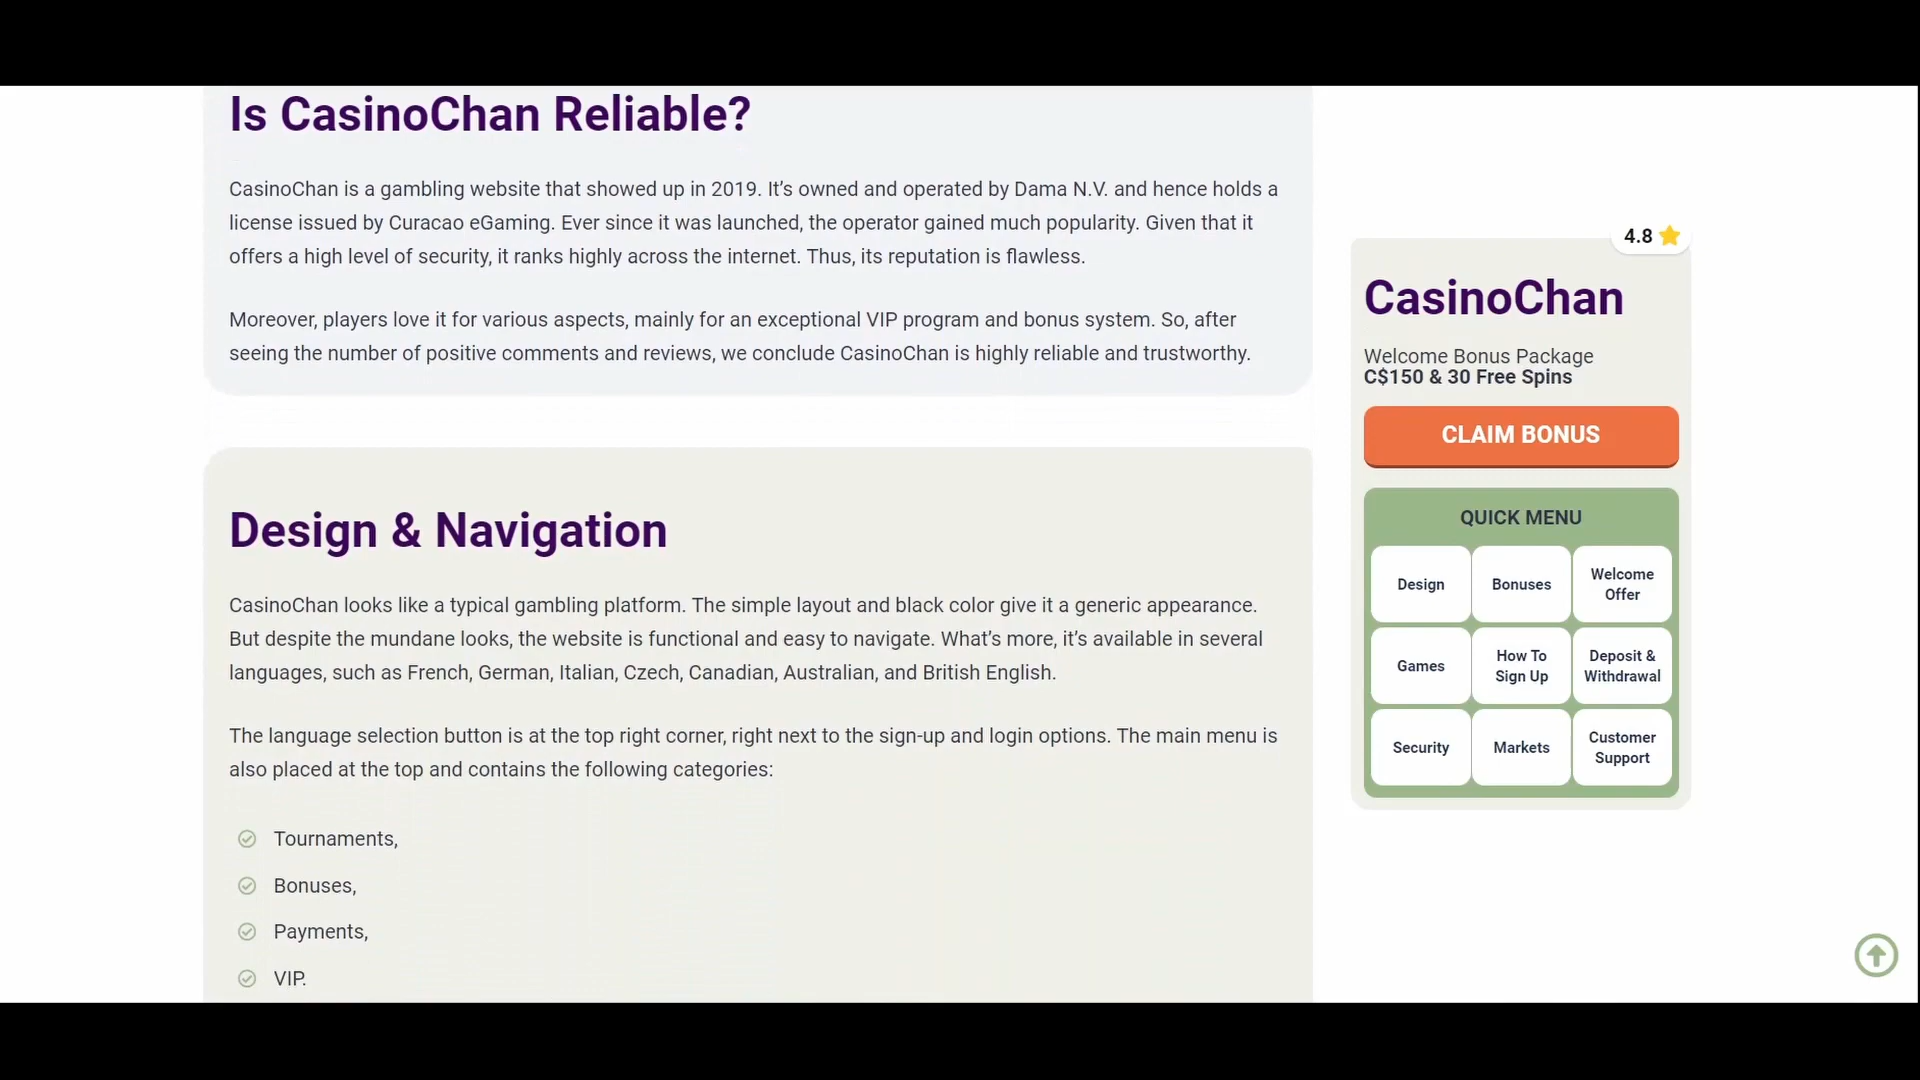 Is CasinoChan Reliable?
CasinoChan is a gambling website that showed up in 2019. It’s owned and operated by Dama N.V. and hence holds a
license issued by Curacao eGaming. Ever since it was launched, the operator gained much popularity. Given that it
offers a high level of security, it ranks highly across the internet. Thus, its reputation is flawless.
Moreover, players love it for various aspects, mainly for an exceptional VIP program and bonus system. So, after
seeing the number of positive comments and reviews, we conclude CasinoChan is highly reliable and trustworthy.
Design & Navigation
CasinoChan looks like a typical gambling platform. The simple layout and black color give it a generic appearance.
But despite the mundane looks, the website is functional and easy to navigate. What’s more, it’s available in several
languages, such as French, German, Italian, Czech, Canadian, Australian, and British English.
The language selection button is at the top right corner, right next to the sign-up and login options. The main menu is
also placed at the top and contains the following categories:
Tournaments,
Bonuses,
Payments,
VIP.
4.8
CasinoChan
Welcome Bonus Package
C$150 & 30 Free Spins
CLAIM BONUS
QUICK MENU
Design
Bonuses
Welcome
Offer
Games
How To
Sign Up
Deposit &
Withdrawal
Security
Markets
Customer
Support